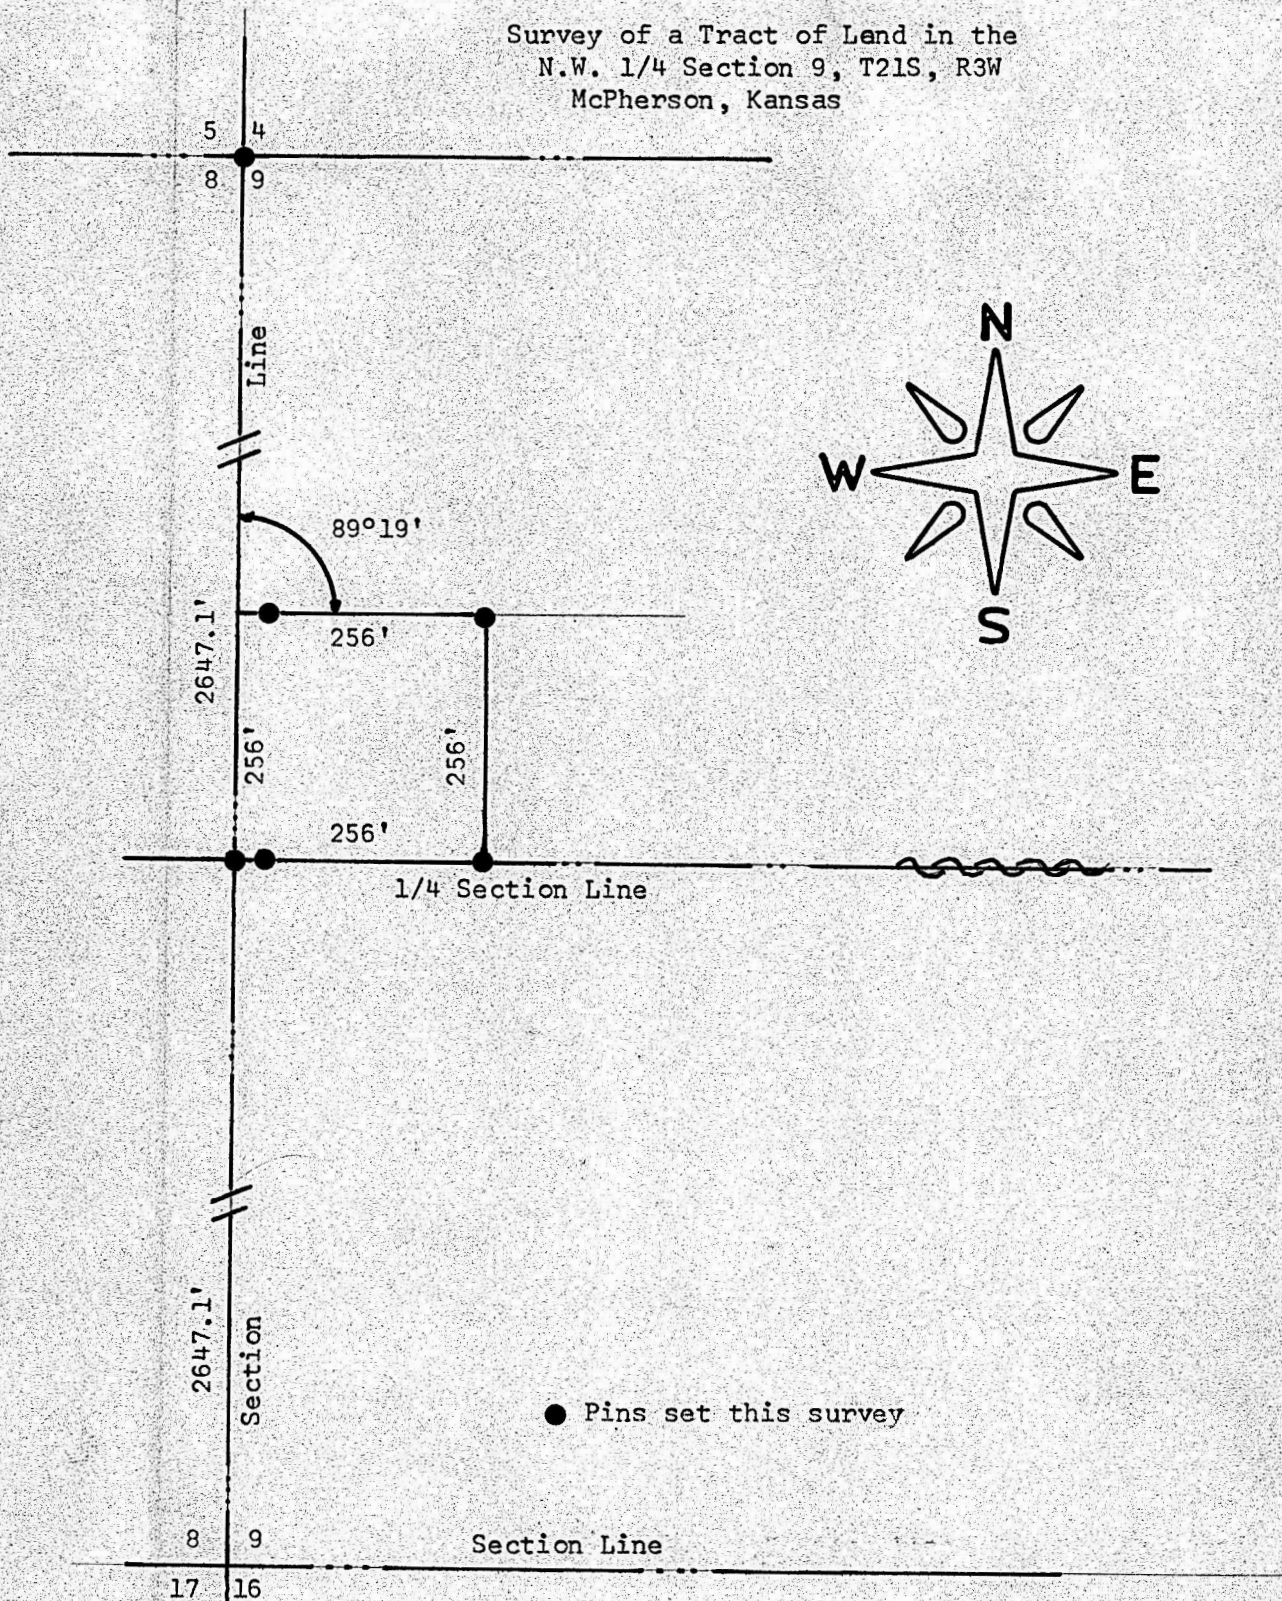 Survey of a Tract of Land in the
N.W. 1/4 Section 9, T21S, R3W
McPherson, Kansas
5 4
8 9
Line
N
W E
S
89°19'
2647.1'
256'
256'
256'
256'
1/4 Section Line
2647.1'
Section
Pins set this survey
8 9
Section Line
17 16